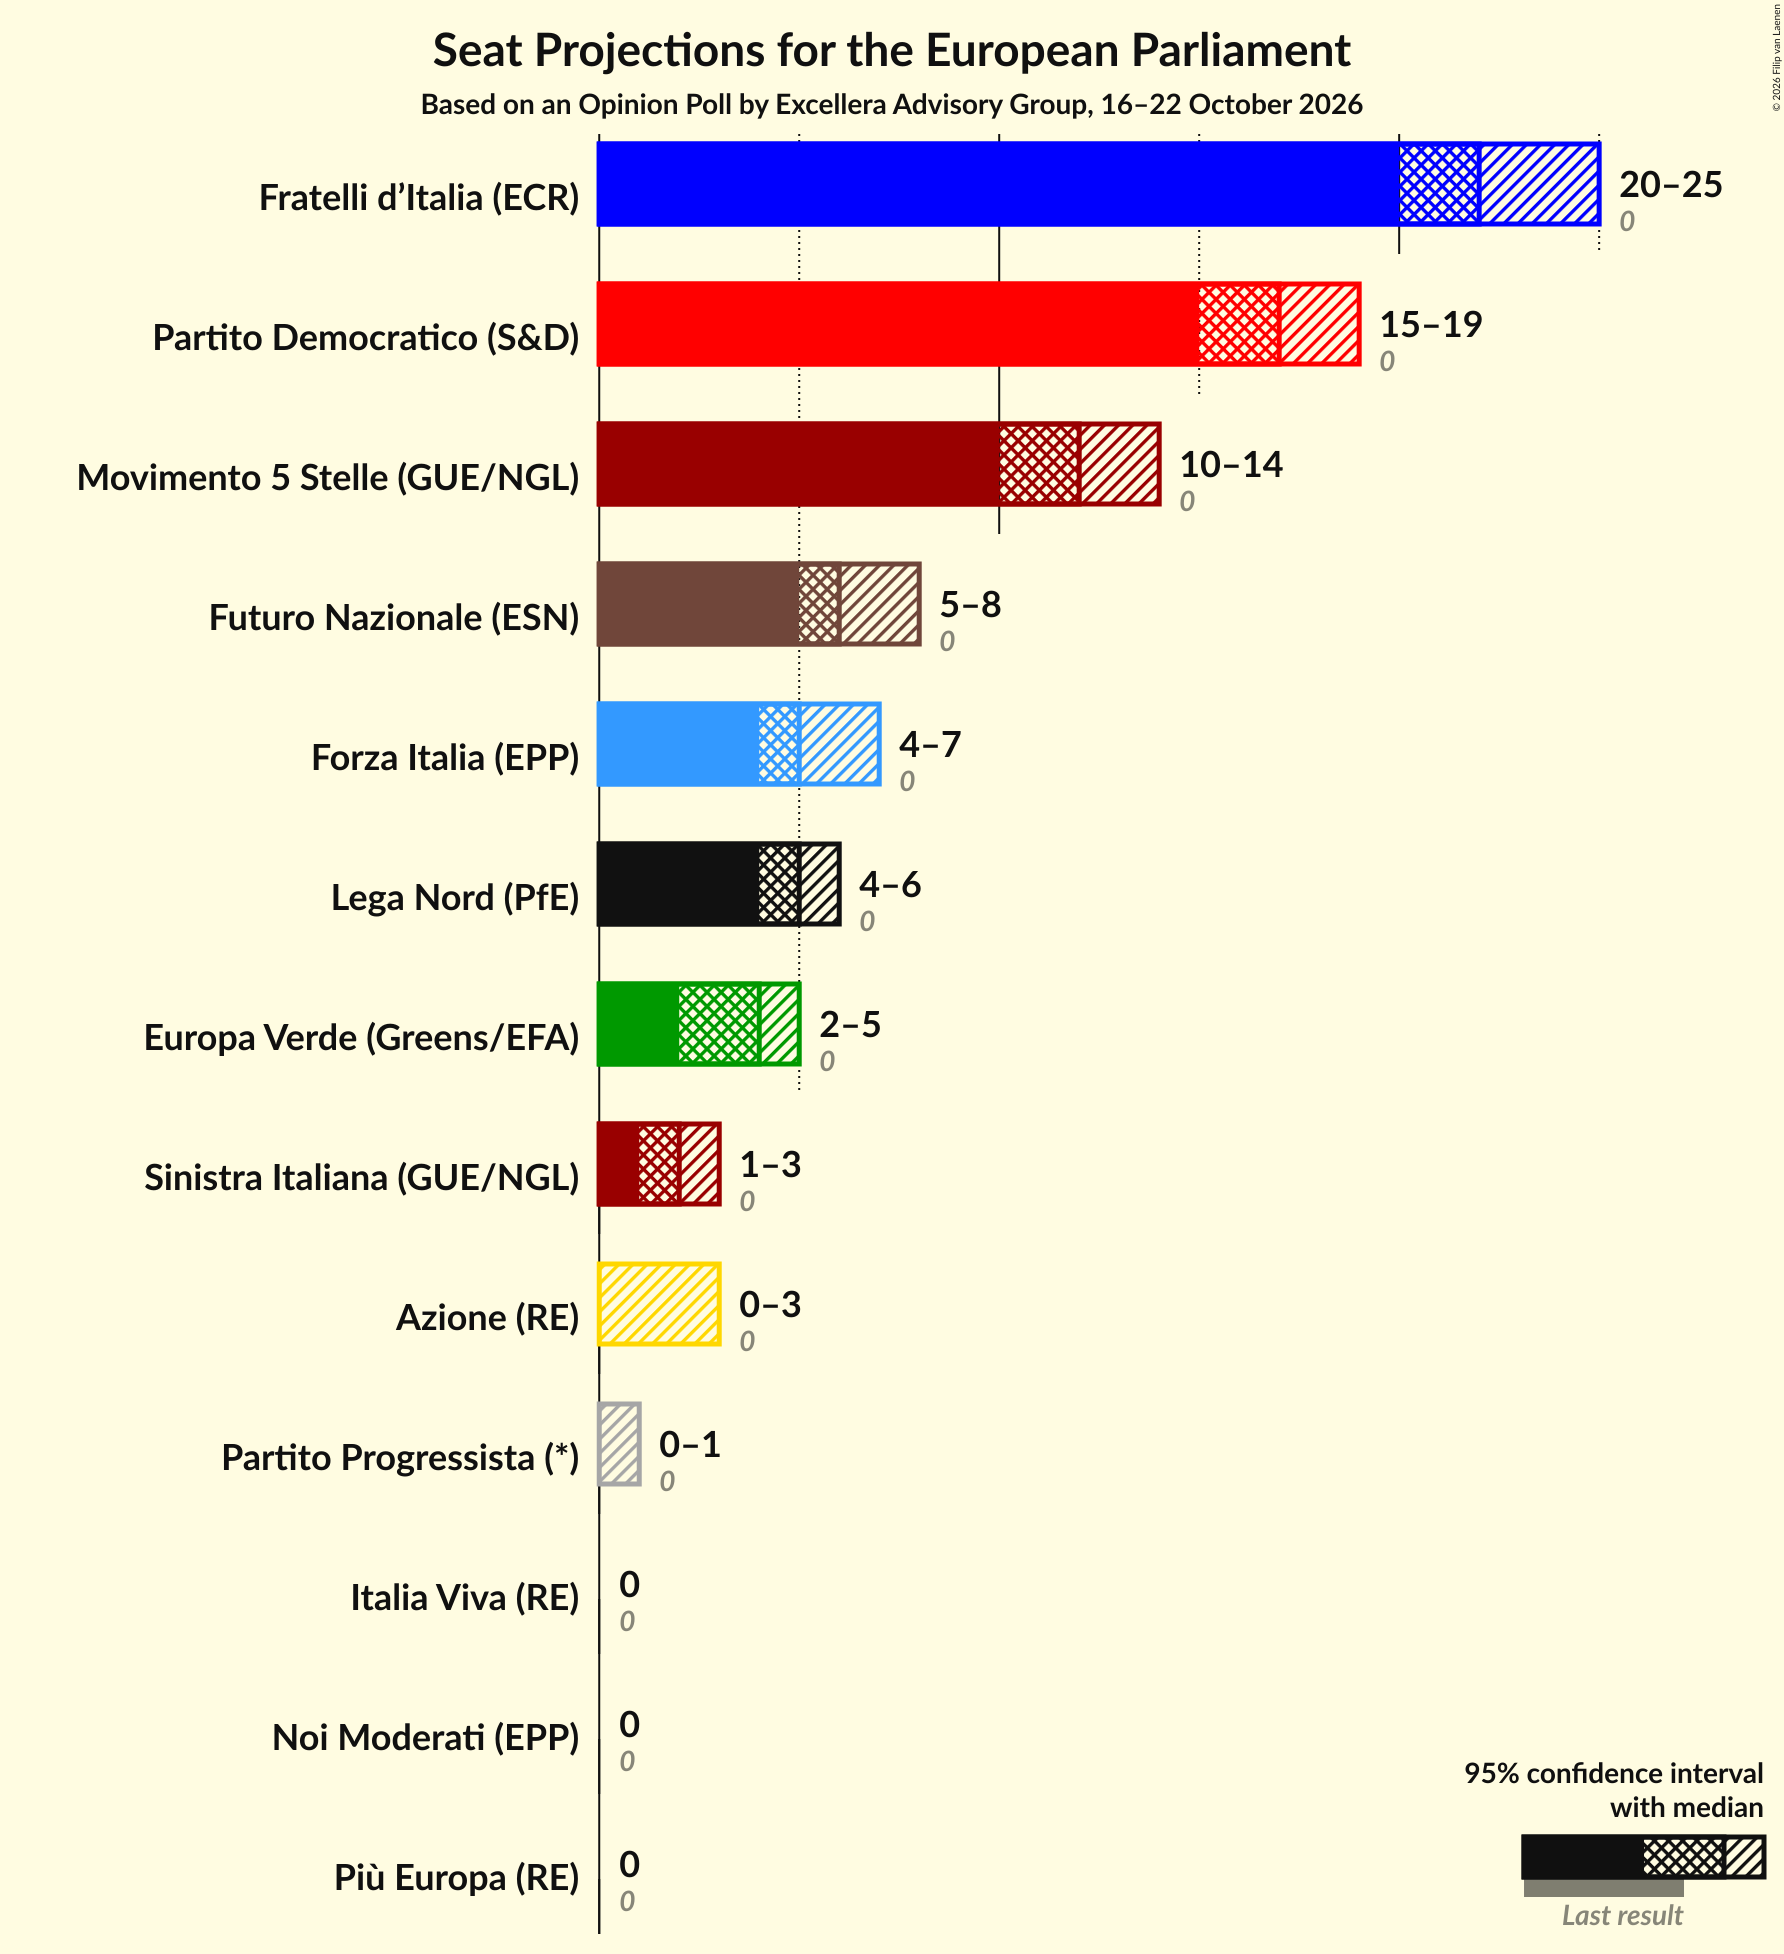 Seat Projections for the European Parliament
Based on an Opinion Poll by Excellera Advisory Group, 16–22 October 2026
© 2026 Filip van Laenen
Fratelli d’Italia (ECR)
20–25
0
Partito Democratico (S&D)
15–19
0
Movimento 5 Stelle (GUE/NGL)
10–14
0
Futuro Nazionale (ESN)
5–8
0
Forza Italia (EPP)
4–7
0
Lega Nord (PfE)
4–6
0
Europa Verde (Greens/EFA)
2–5
0
Sinistra Italiana (GUE/NGL)
1–3
0
Azione (RE)
0–3
0
Partito Progressista (*)
0–1
0
Italia Viva (RE)
0
0
Noi Moderati (EPP)
0
0
Più Europa (RE)
0
0
95% confidence interval
with median
Last result